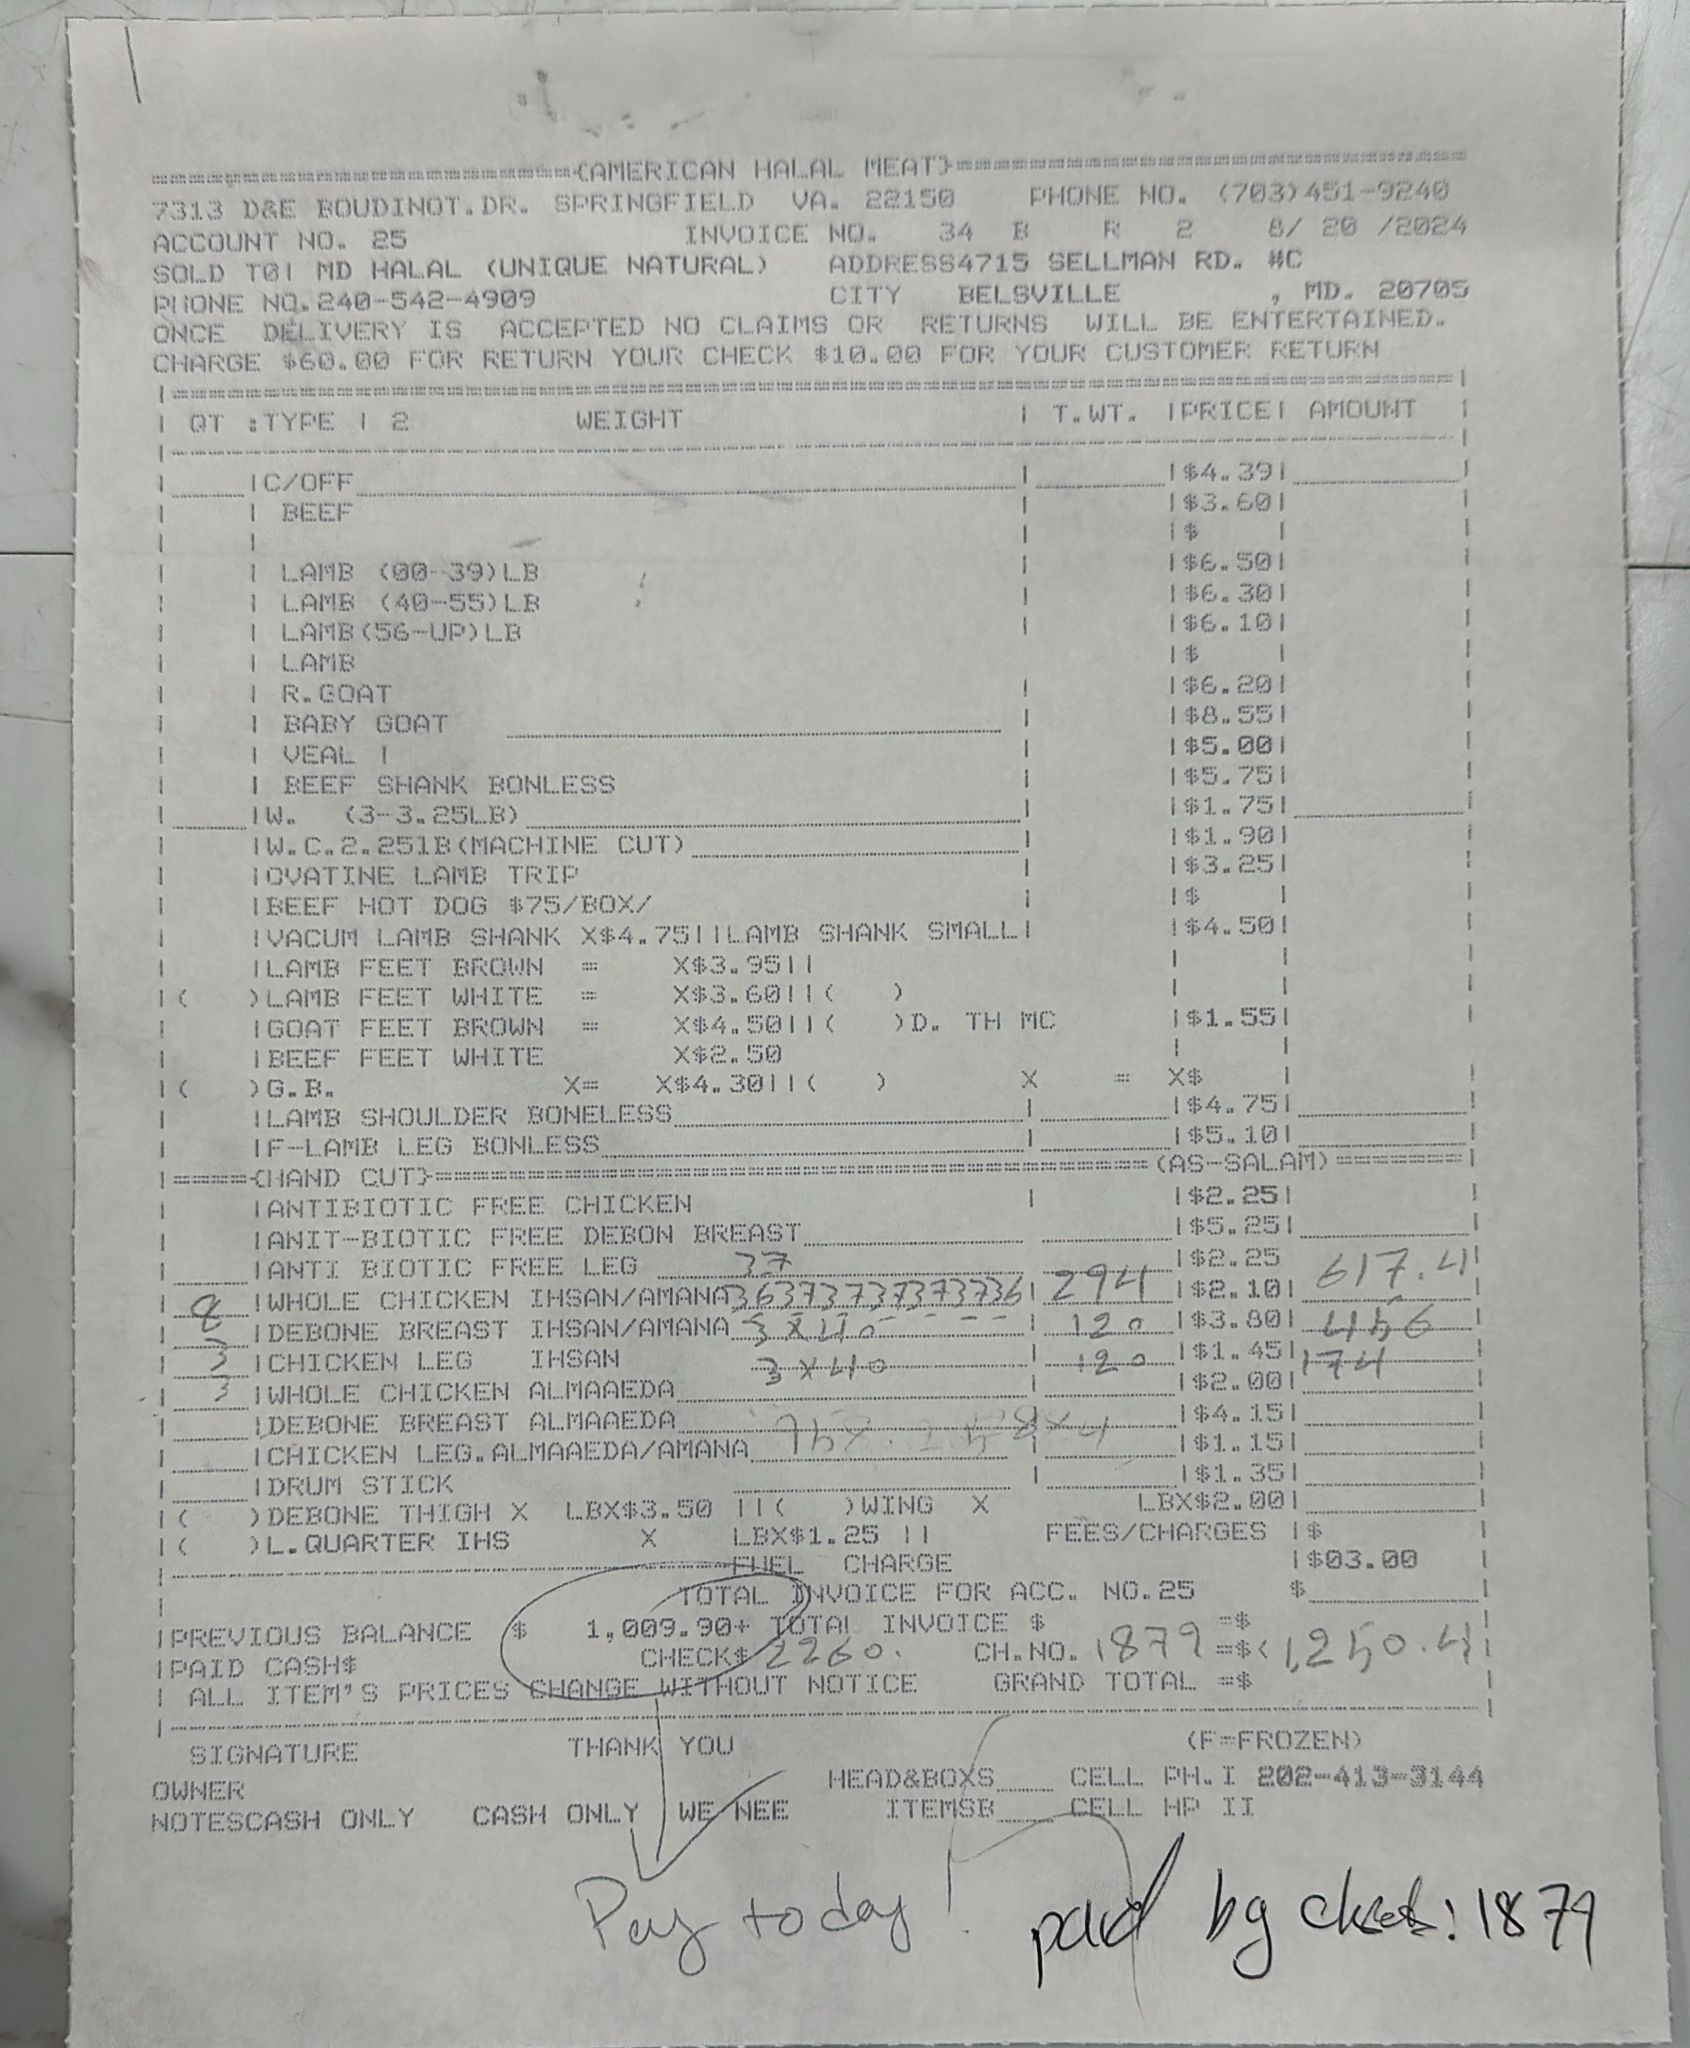 {AMERICAN HALAL MEAT}
7313 D&E BOUDINOT.DR. SPRINGFIELD VA. 22150 PHONE NO. (703)451-9240
ACCOUNT NO. 25 INVOICE NO. 34 B R 2 8/ 20 /2024
SOLD TO| MD HALAL (UNIQUE NATURAL) ADDRESS4715 SELLMAN RD. #C
PHONE NO.240-542-4909 CITY BELSVILLE , MD. 20705
ONCE DELIVERY IS ACCEPTED NO CLAIMS OR RETURNS WILL BE ENTERTAINED.
CHARGE $60.00 FOR RETURN YOUR CHECK $10.00 FOR YOUR CUSTOMER RETURN
QT :TYPE | 2 WEIGHT | T.WT. |PRICE| AMOUNT
|C/OFF |$4.39|
| BEEF |$3.60|
|$ |
| LAMB (00-39)LB |$6.50|
| LAMB (40-55)LB |$6.30|
| LAMB(56-UP)LB |$6.10|
| LAMB |$ |
| R.GOAT |$6.20|
| BABY GOAT |$8.55|
| VEAL | |$5.00|
| BEEF SHANK BONLESS |$5.75|
|W. (3-3.25LB) |$1.75|
|W.C.2.25lB(MACHINE CUT) |$1.90|
|OVATINE LAMB TRIP |$3.25|
|BEEF HOT DOG $75/BOX/ |$ |
|VACUM LAMB SHANK X$4.75||LAMB SHANK SMALL| |$4.50|
|LAMB FEET BROWN = X$3.95||
|( )LAMB FEET WHITE = X$3.60||( )
|GOAT FEET BROWN = X$4.50||( )D. TH MC |$1.55|
|BEEF FEET WHITE X$2.50
|( )G.B. X= X$4.30||( ) X = X$ |
|LAMB SHOULDER BONELESS |$4.75|
|F-LAMB LEG BONLESS |$5.10|
{HAND CUT} (AS-SALAM)
|ANTIBIOTIC FREE CHICKEN |$2.25|
|ANIT-BIOTIC FREE DEBON BREAST |$5.25|
|ANTI BIOTIC FREE LEG 37 |$2.25 617.4
8 |WHOLE CHICKEN IHSAN/AMANA 36373737373736 294 |$2.10|
|DEBONE BREAST IHSAN/AMANA 3x40 120 |$3.80| 456
3 |CHICKEN LEG IHSAN 3x40 120 |$1.45| 174
3 |WHOLE CHICKEN ALMAAEDA |$2.00|
|DEBONE BREAST ALMAAEDA |$4.15|
|CHICKEN LEG.ALMAAEDA/AMANA |$1.15|
|DRUM STICK |$1.35|
|( )DEBONE THIGH X LBX$3.50 ||( )WING X LBX$2.00|
|( )L.QUARTER IHS X LBX$1.25 || FEES/CHARGES |$
FUEL CHARGE |$03.00
TOTAL INVOICE FOR ACC. NO.25 $
|PREVIOUS BALANCE $ 1,009.90+ TOTAL INVOICE $ =$
|PAID CASH$ CHECK$ 2260. CH.NO. 1879 =$< 1,250.4
| ALL ITEM'S PRICES CHANGE WITHOUT NOTICE GRAND TOTAL =$
SIGNATURE THANK YOU (F=FROZEN)
OWNER HEAD&BOXS CELL PH.I 202-413-3144
NOTESCASH ONLY CASH ONLY WE NEE ITEMSB CELL HP II
Pay today! paid by check: 1879